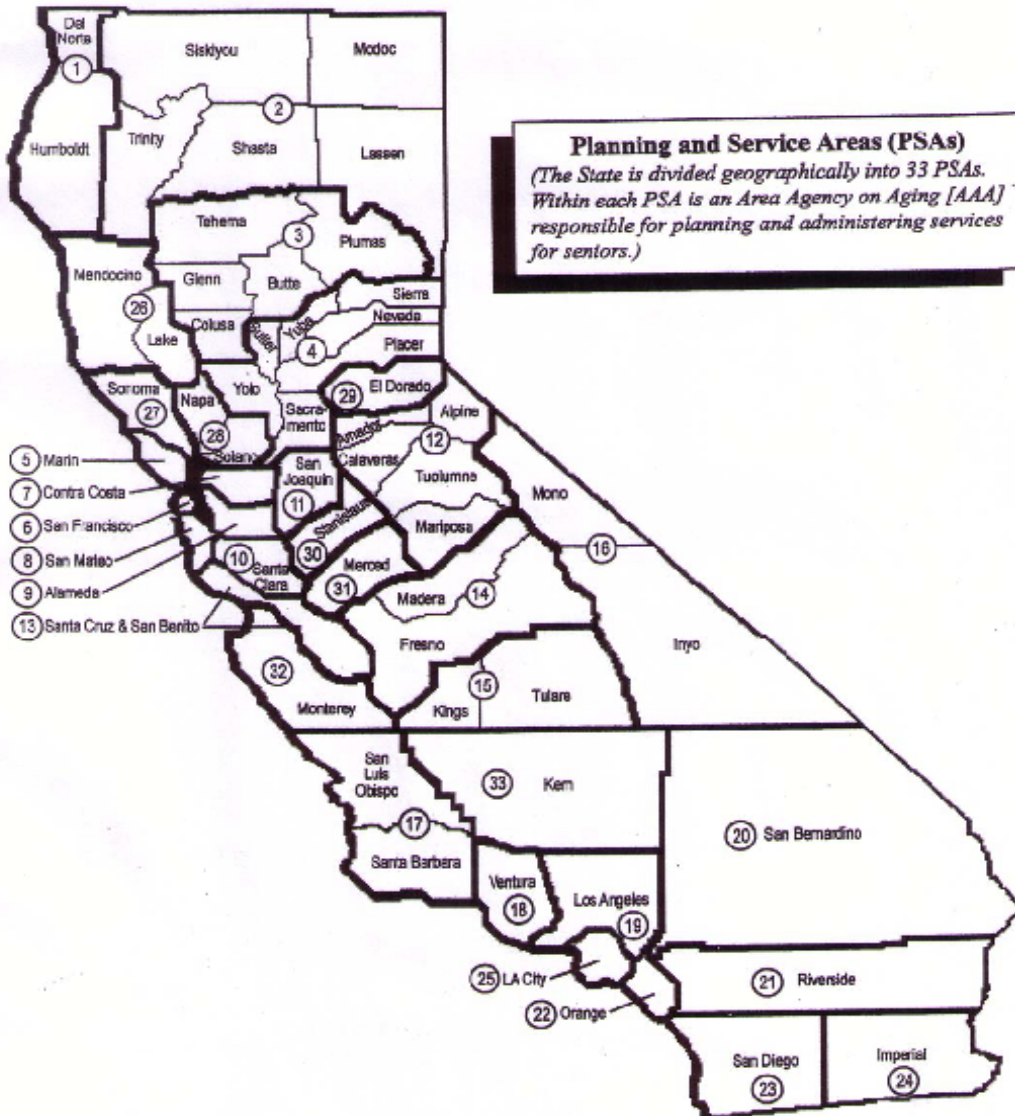 Del
Norta
1
Siskiyou
Modoc
2
Humboldt
Trinity
Shasta
Lassen
Planning and Service Areas (PSAs)
(The State is divided geographically into 33 PSAs.
Within each PSA is an Area Agency on Aging [AAA]
responsible for planning and administering services
for seniors.)
Tehema
3
Plumas
Mendocino
Glenn
Butte
26
Sierra
Colusa
Sutter
Yuba
Nevada
Lake
4
Placer
Sonoma
27
Napa
Yolo
29
El Dorado
Sacra-
mento
Alpine
28
Solano
Amador
12
Calaveras
5 Marin
San
Joaquin
11
Tuolumne
7 Contra Costa
Mono
6 San Francisco
Stanislaus
Mariposa
16
8 San Mateo
10
Santa
Clara
30
Merced
31
9 Alameda
Madera
14
13 Santa Cruz & San Benito
Fresno
Inyo
32
Monterey
15
Kings
Tulare
San
Luis
Obispo
33
Kern
17
20 San Bernardino
Santa Barbara
Ventura
18
Los Angeles
19
25 LA City
21 Riverside
22 Orange
San Diego
23
Imperial
24